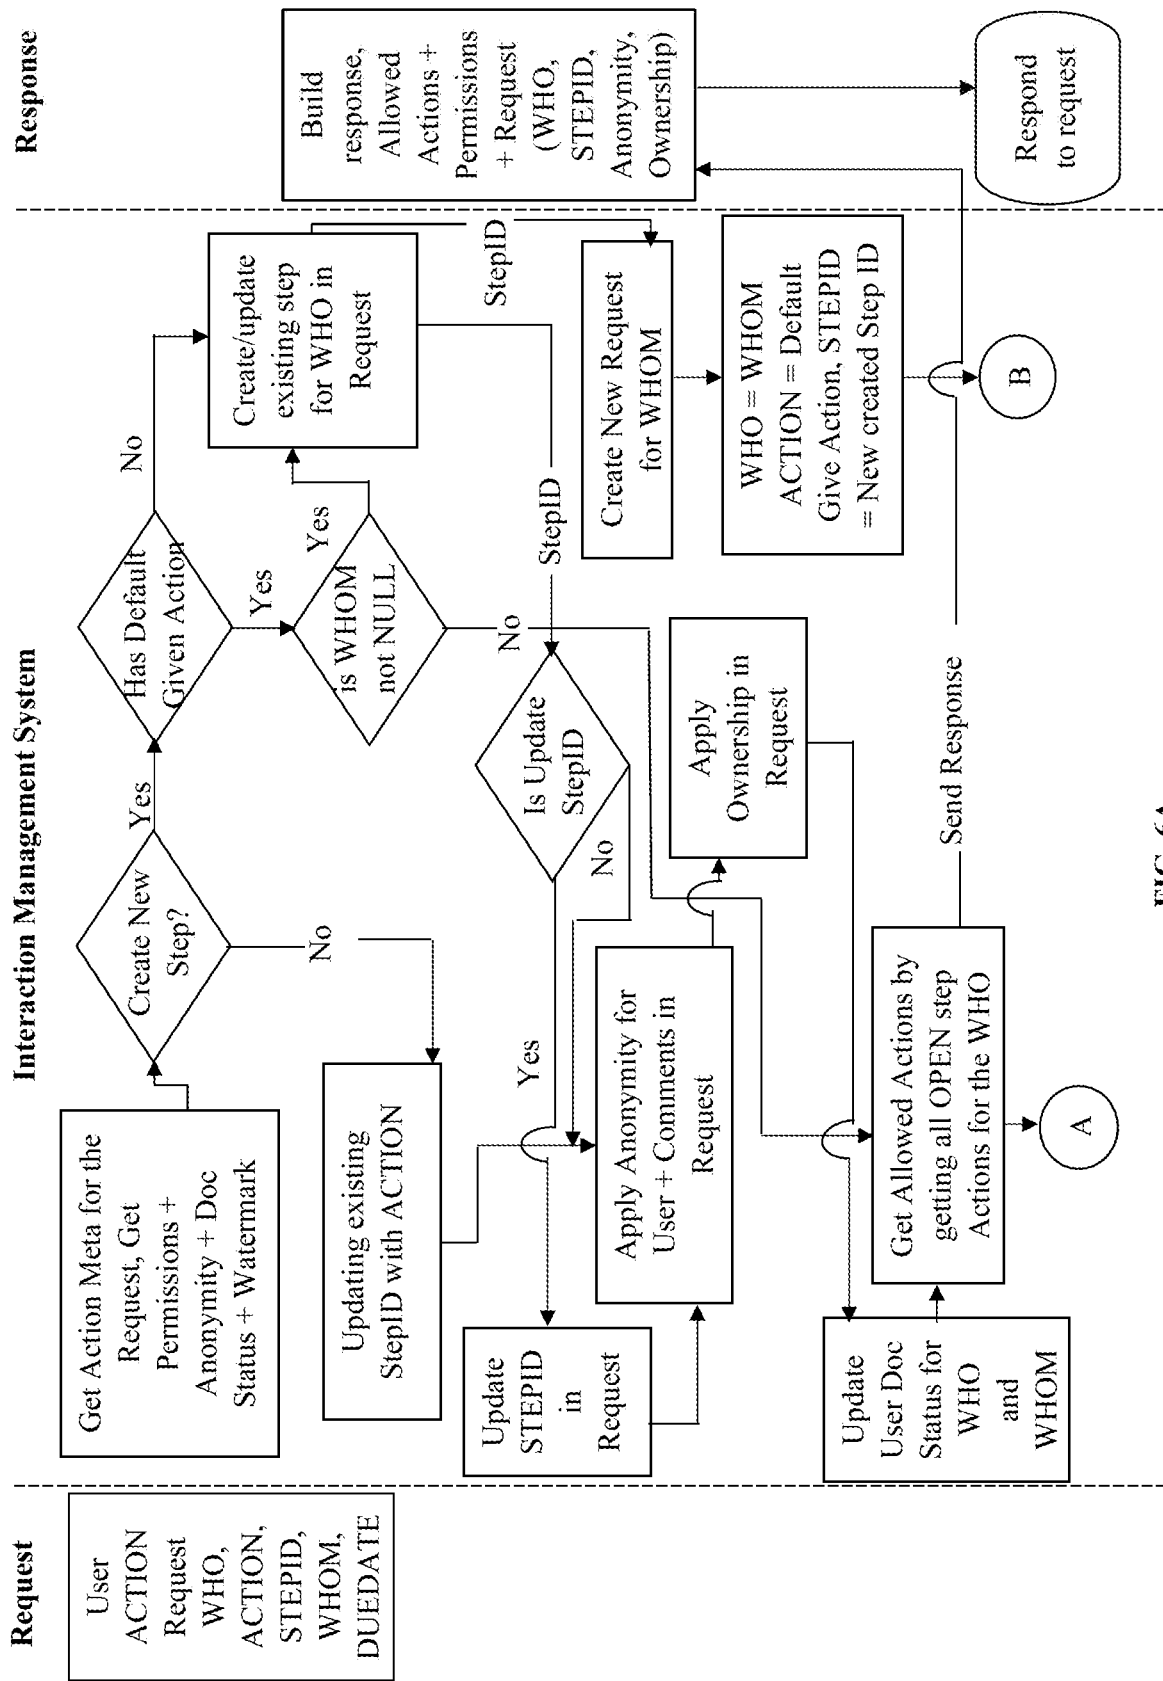 Request
Interaction Management System
Response
User
ACTION
Request
WHO,
ACTION,
STEPID,
WHOM,
DUEDATE
Get Action Meta for the
Request, Get
Permissions +
Anonymity + Doc
Status + Watermark
Create New
Step?
Yes
No
Has Default
Given Action
No
Yes
is WHOM
not NULL
Yes
No
Create/update
existing step
for WHO in
Request
StepID
StepID
Updating existing
StepID with ACTION
Is Update
StepID
Yes
No
Update
STEPID
in
Request
Apply Anonymity for
User + Comments in
Request
Apply
Ownership in
Request
Create New Request
for WHOM
WHO = WHOM
ACTION = Default
Give Action, STEPID
= New created Step ID
Update
User Doc
Status for
WHO
and
WHOM
Get Allowed Actions by
getting all OPEN step
Actions for the WHO
Send Response
A
B
Build
response,
Allowed
Actions +
Permissions
+ Request
(WHO,
STEPID,
Anonymity,
Ownership)
Respond
to request
FIG. 6A